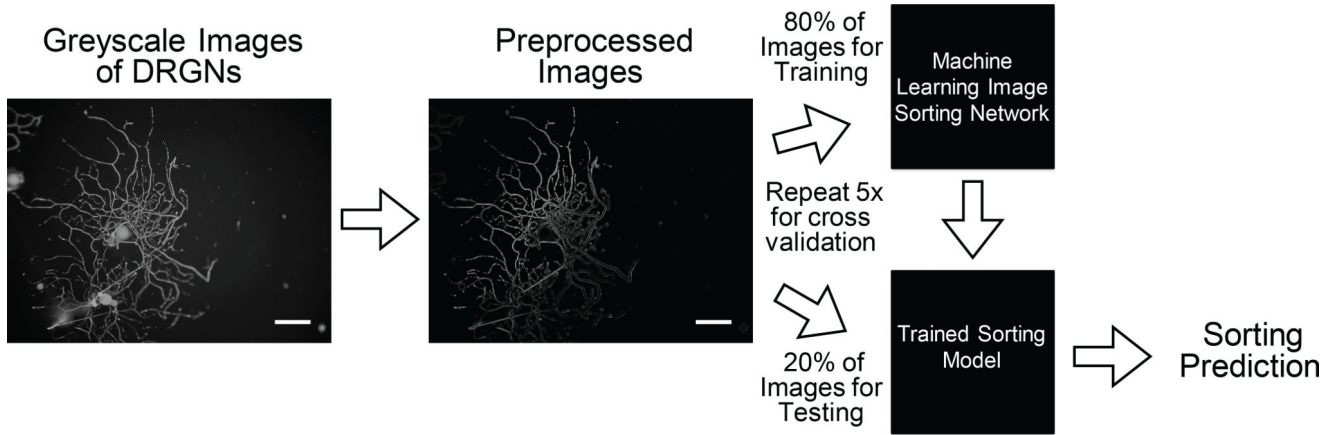 Greyscale Images
of DRGNs
Preprocessed
Images
80% of
Images for
Training
Machine
Learning Image
Sorting Network
Repeat 5x
for cross
validation
20% of
Images for
Testing
Trained Sorting
Model
Sorting
Prediction